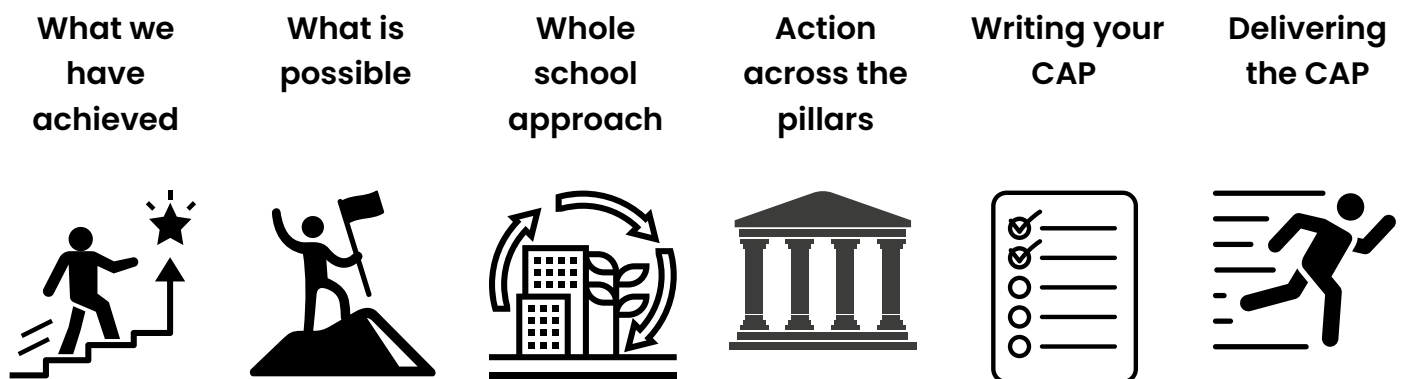 What we
have
achieved
What is
possible
Whole
school
approach
Action
across the
pillars
Writing your
CAP
Delivering
the CAP